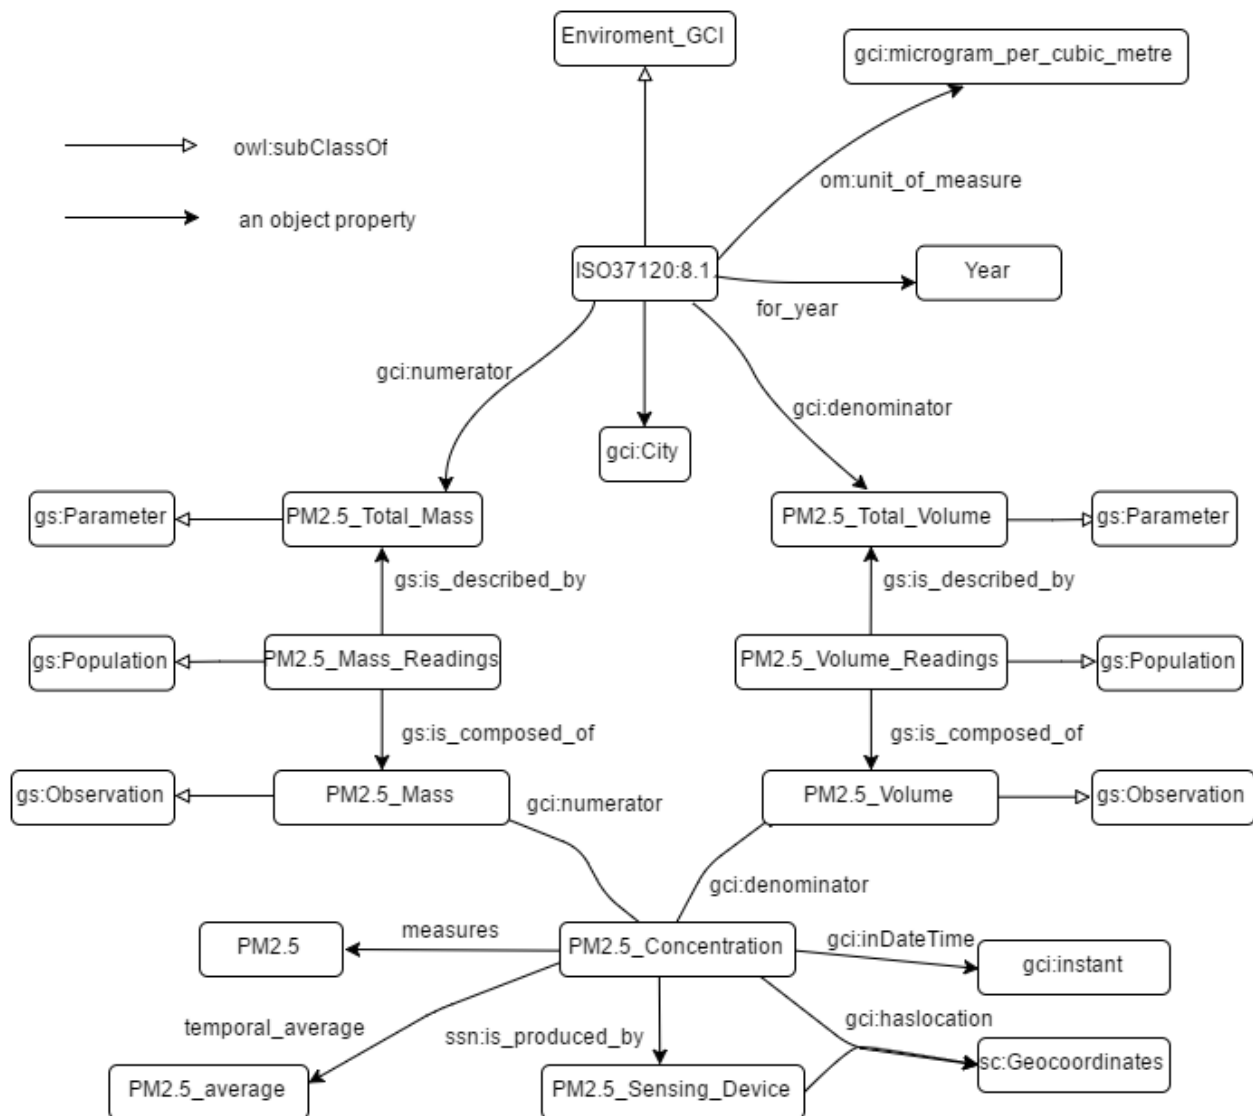 Enviroment_GCI
gci:microgram_per_cubic_metre
owl:subClassOf
om:unit_of_measure
an object property
ISO37120:8.1.
Year
for_year
gci:numerator
gci:denominator
gci:City
gs:Parameter
PM2.5_Total_Mass
PM2.5_Total_Volume
gs:Parameter
gs:is_described_by
gs:is_described_by
gs:Population
PM2.5_Mass_Readings
PM2.5_Volume_Readings
gs:Population
gs:is_composed_of
gs:is_composed_of
gs:Observation
PM2.5_Mass
PM2.5_Volume
gs:Observation
gci:numerator
gci:denominator
measures
PM2.5
PM2.5_Concentration
gci:inDateTime
gci:instant
temporal_average
ssn:is_produced_by
gci:haslocation
PM2.5_average
PM2.5_Sensing_Device
sc:Geocoordinates